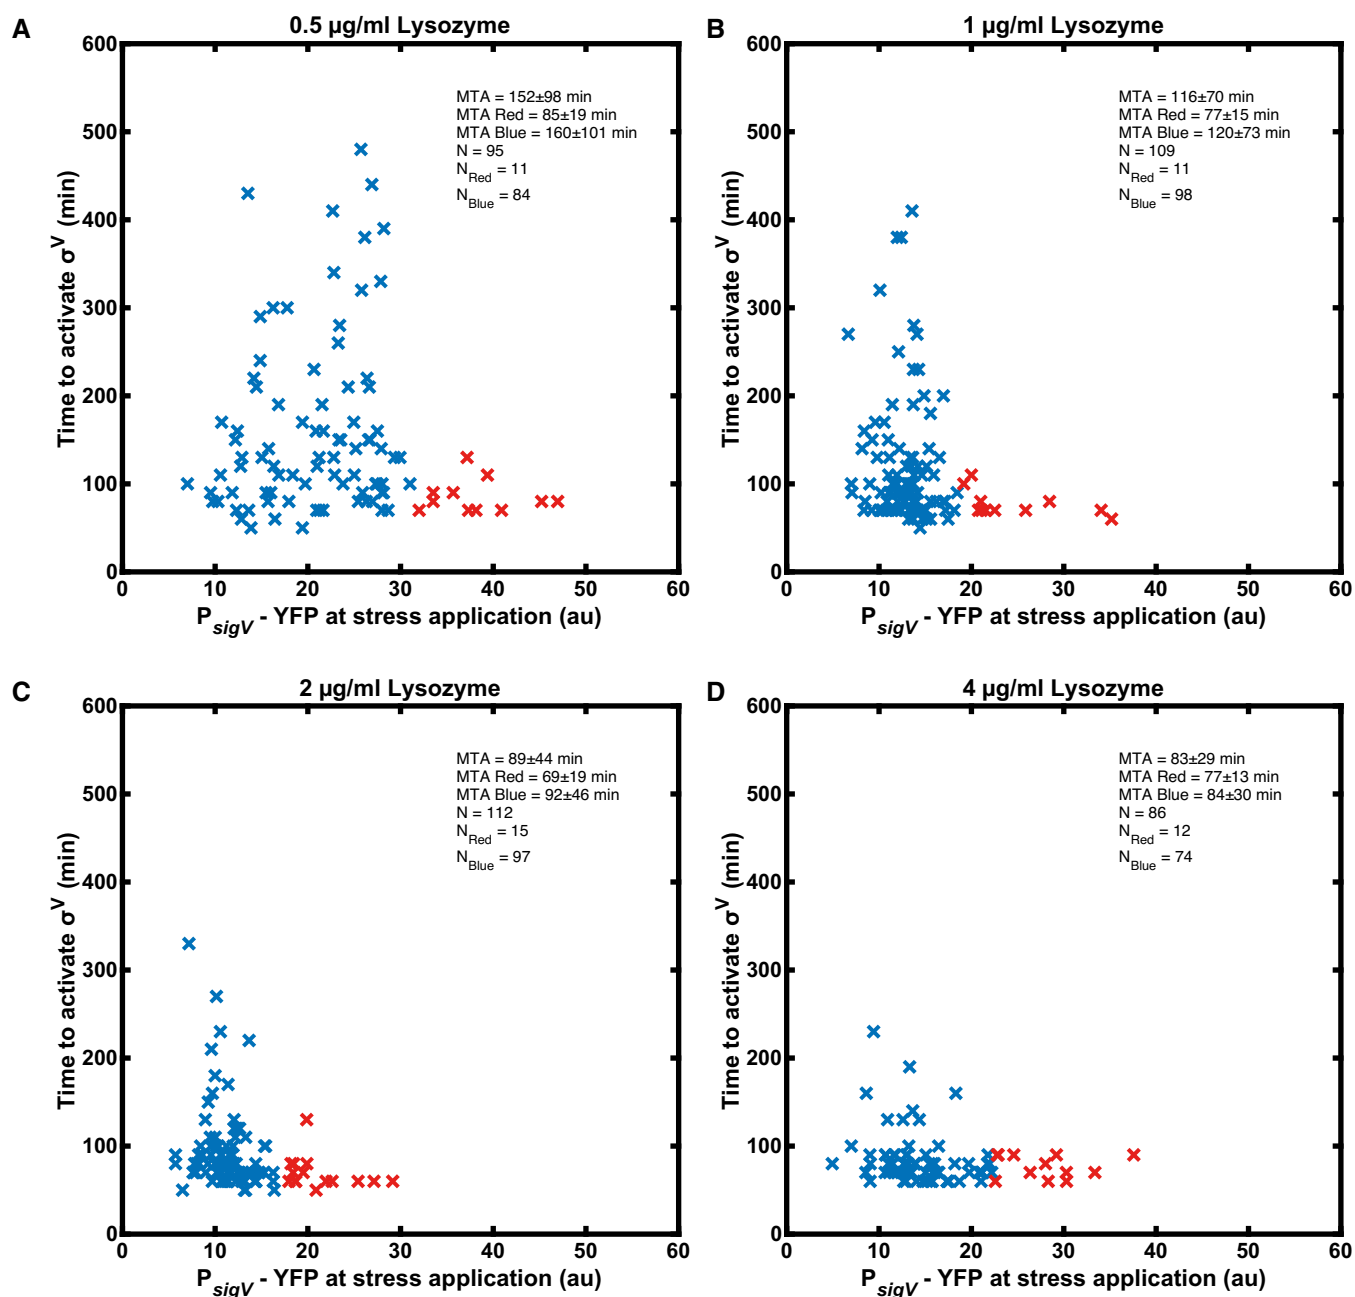 A
0.5 µg/ml Lysozyme
600
500
400
300
200
100
0
0 10 20 30 40 50 60
Time to activate σV (min)
PsigV - YFP at stress application (au)
MTA = 152±98 min
MTA Red = 85±19 min
MTA Blue = 160±101 min
N = 95
NRed = 11
NBlue = 84
B
1 µg/ml Lysozyme
600
500
400
300
200
100
0
0 10 20 30 40 50 60
Time to activate σV (min)
PsigV - YFP at stress application (au)
MTA = 116±70 min
MTA Red = 77±15 min
MTA Blue = 120±73 min
N = 109
NRed = 11
NBlue = 98
C
2 µg/ml Lysozyme
600
500
400
300
200
100
0
0 10 20 30 40 50 60
Time to activate σV (min)
PsigV - YFP at stress application (au)
MTA = 89±44 min
MTA Red = 69±19 min
MTA Blue = 92±46 min
N = 112
NRed = 15
NBlue = 97
D
4 µg/ml Lysozyme
600
500
400
300
200
100
0
0 10 20 30 40 50 60
Time to activate σV (min)
PsigV - YFP at stress application (au)
MTA = 83±29 min
MTA Red = 77±13 min
MTA Blue = 84±30 min
N = 86
NRed = 12
NBlue = 74